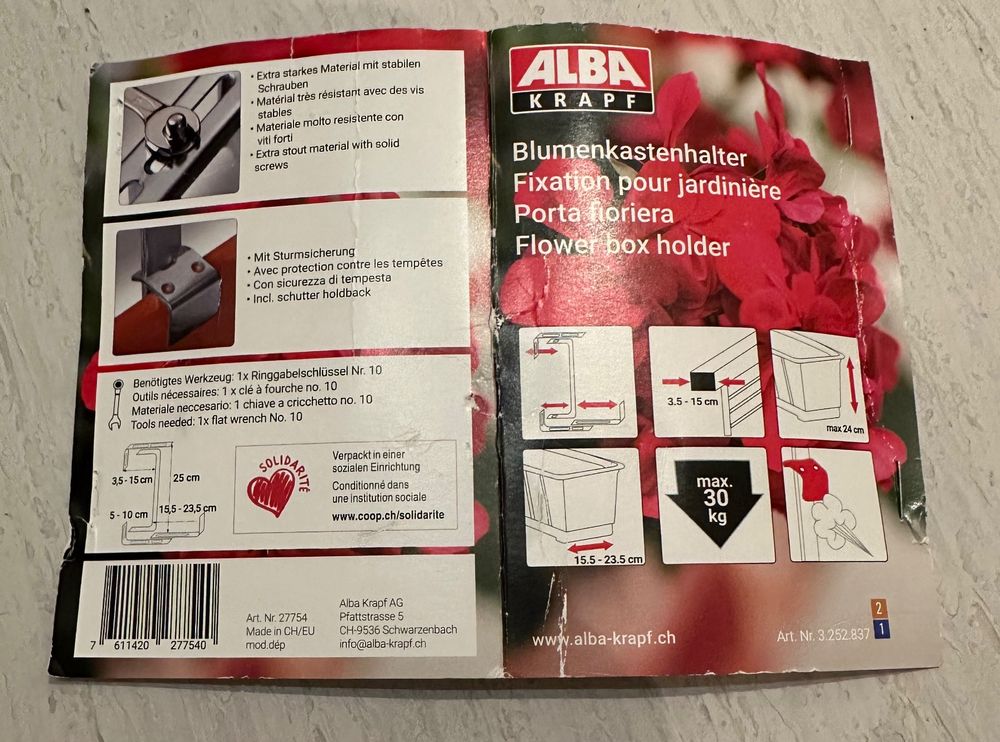 • Extra starkes Material mit stabilen
Schrauben
• Matérial très résistant avec des vis
stables
• Materiale molto resistente con
viti forti
• Extra stout material with solid
screws
• Mit Sturmsicherung
• Avec protection contre les tempêtes
• Con sicurezza di tempesta
• Incl. schutter holdback
Benötigtes Werkzeug: 1x Ringgabelschlüssel Nr. 10
Outils nécessaires: 1 x clé à fourche no. 10
Materiale neccesario: 1 chiave a cricchetto no. 10
Tools needed: 1x flat wrench No. 10
3,5 - 15 cm
25 cm
5 - 10 cm
15,5 - 23,5 cm
SOLIDARITÉ
Verpackt in einer
sozialen Einrichtung
Conditionné dans
une institution sociale
www.coop.ch/solidarite
7 611420 277540
Art. Nr. 27754
Made in CH/EU
mod.dép
Alba Krapf AG
Pfattstrasse 5
CH-9536 Schwarzenbach
info@alba-krapf.ch
ALBA
KRAPF
Blumenkastenhalter
Fixation pour jardinière
Porta fioriera
Flower box holder
3.5 - 15 cm
max 24 cm
15.5 - 23.5 cm
max.
30
kg
www.alba-krapf.ch
Art. Nr. 3.252.837
2
1